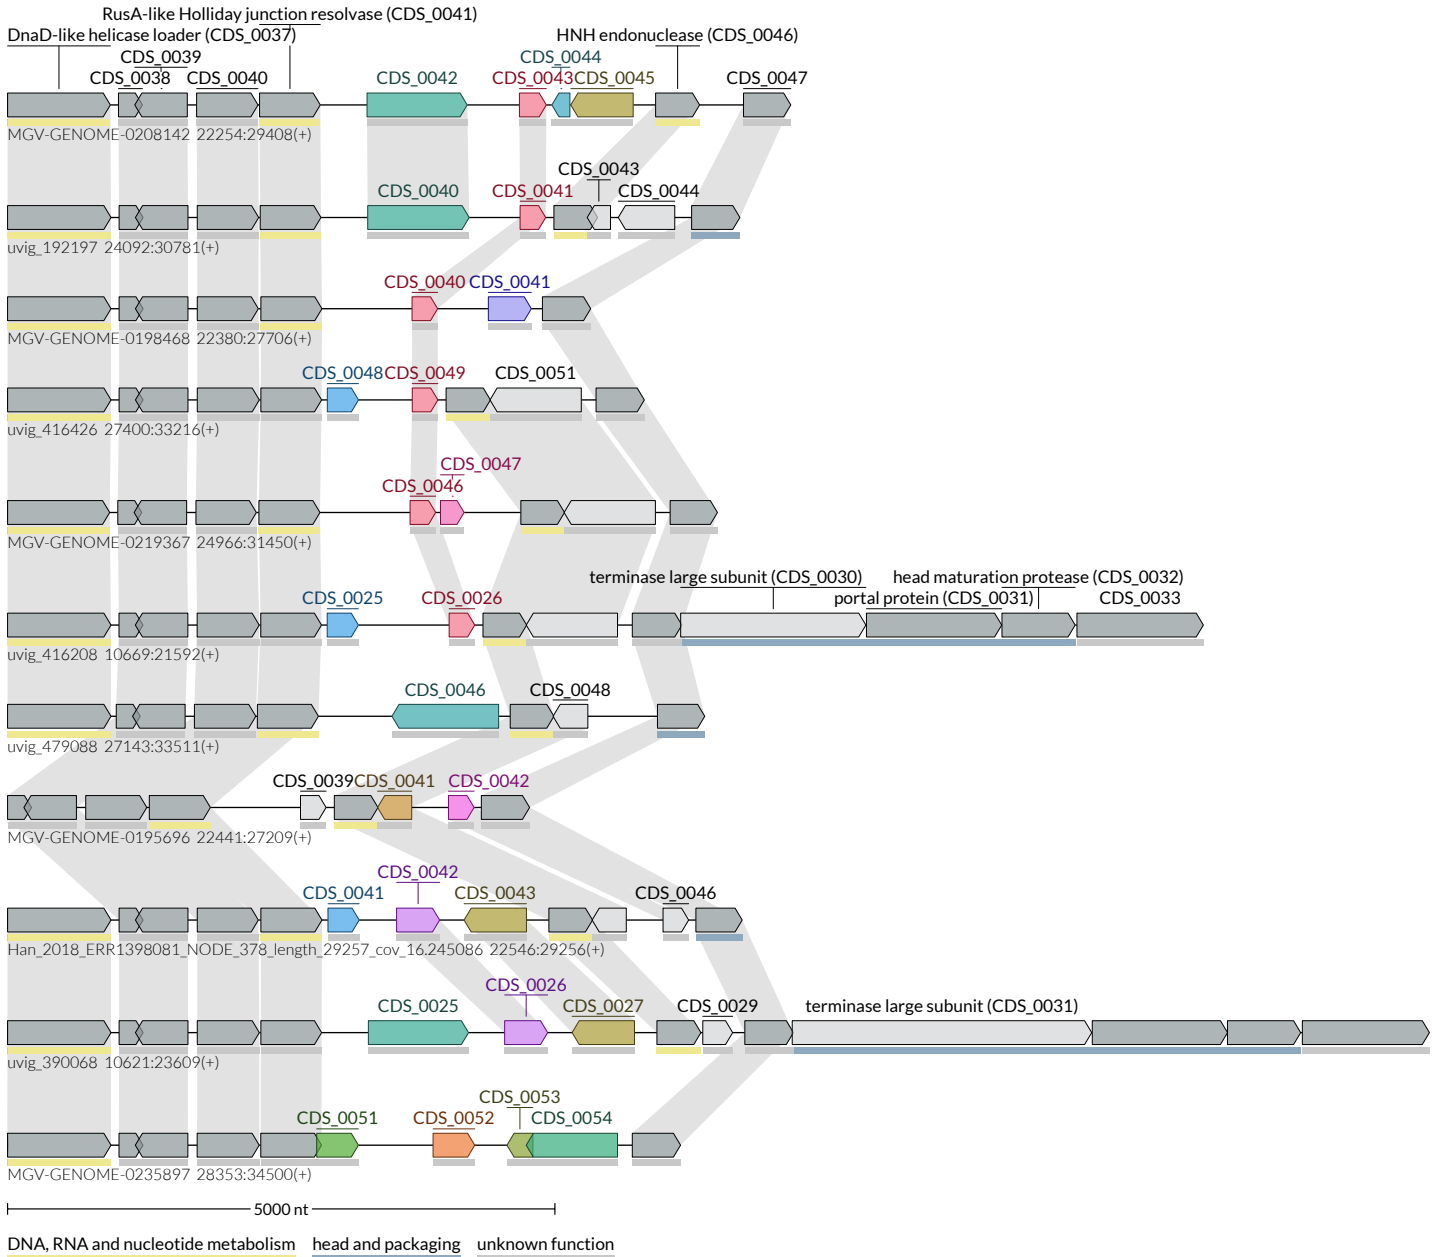 RusA-like Holliday junction resolvase (CDS_0041)
DnaD-like helicase loader (CDS_0037) HNH endonuclease (CDS_0046)
CDS_0039 CDS_0044
CDS_0038 CDS_0040 CDS_0042 CDS_0043 CDS_0045 CDS_0047
MGV-GENOME-0208142 22254:29408(+)
CDS_0043
CDS_0040 CDS_0041 CDS_0044
uvig_192197 24092:30781(+)
CDS_0040 CDS_0041
MGV-GENOME-0198468 22380:27706(+)
CDS_0048 CDS_0049 CDS_0051
uvig_416426 27400:33216(+)
CDS_0047
CDS_0046
MGV-GENOME-0219367 24966:31450(+)
terminase large subunit (CDS_0030) head maturation protease (CDS_0032)
CDS_0025 CDS_0026 portal protein (CDS_0031) CDS_0033
uvig_416208 10669:21592(+)
CDS_0046 CDS_0048
uvig_479088 27143:33511(+)
CDS_0039 CDS_0041 CDS_0042
MGV-GENOME-0195696 22441:27209(+)
CDS_0042
CDS_0041 CDS_0043 CDS_0046
Han_2018_ERR1398081_NODE_378_length_29257_cov_16.245086 22546:29256(+)
CDS_0026
CDS_0025 CDS_0027 CDS_0029 terminase large subunit (CDS_0031)
uvig_390068 10621:23609(+)
CDS_0053
CDS_0051 CDS_0052 CDS_0054
MGV-GENOME-0235897 28353:34500(+)
5000 nt
DNA, RNA and nucleotide metabolism head and packaging unknown function